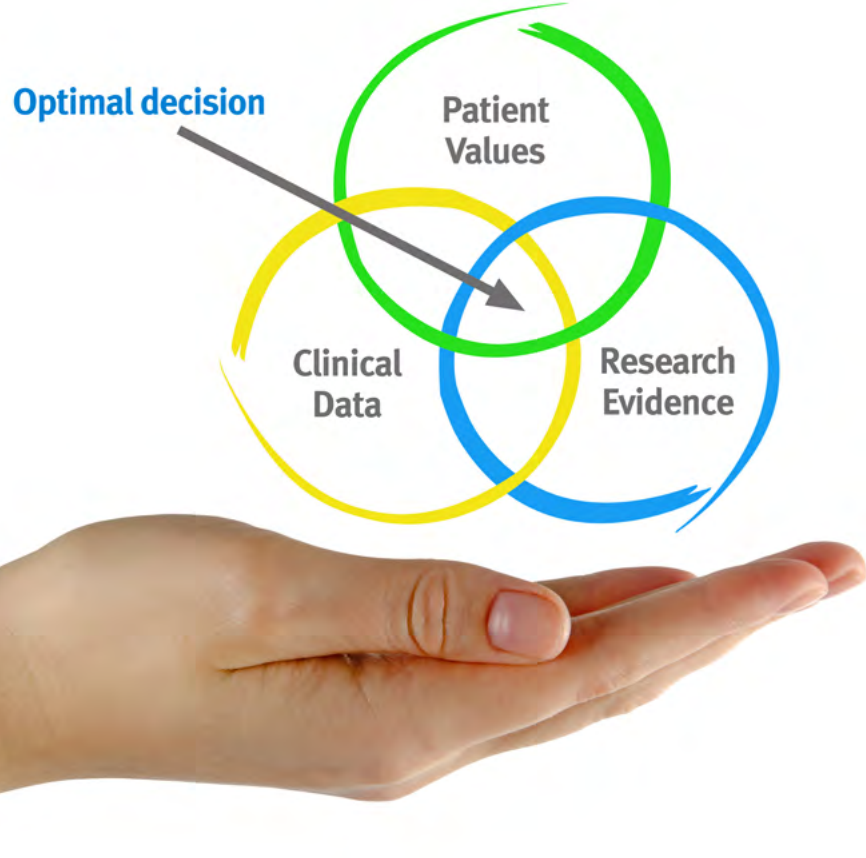 Optimal decision
Patient
Values
Clinical
Data
Research
Evidence